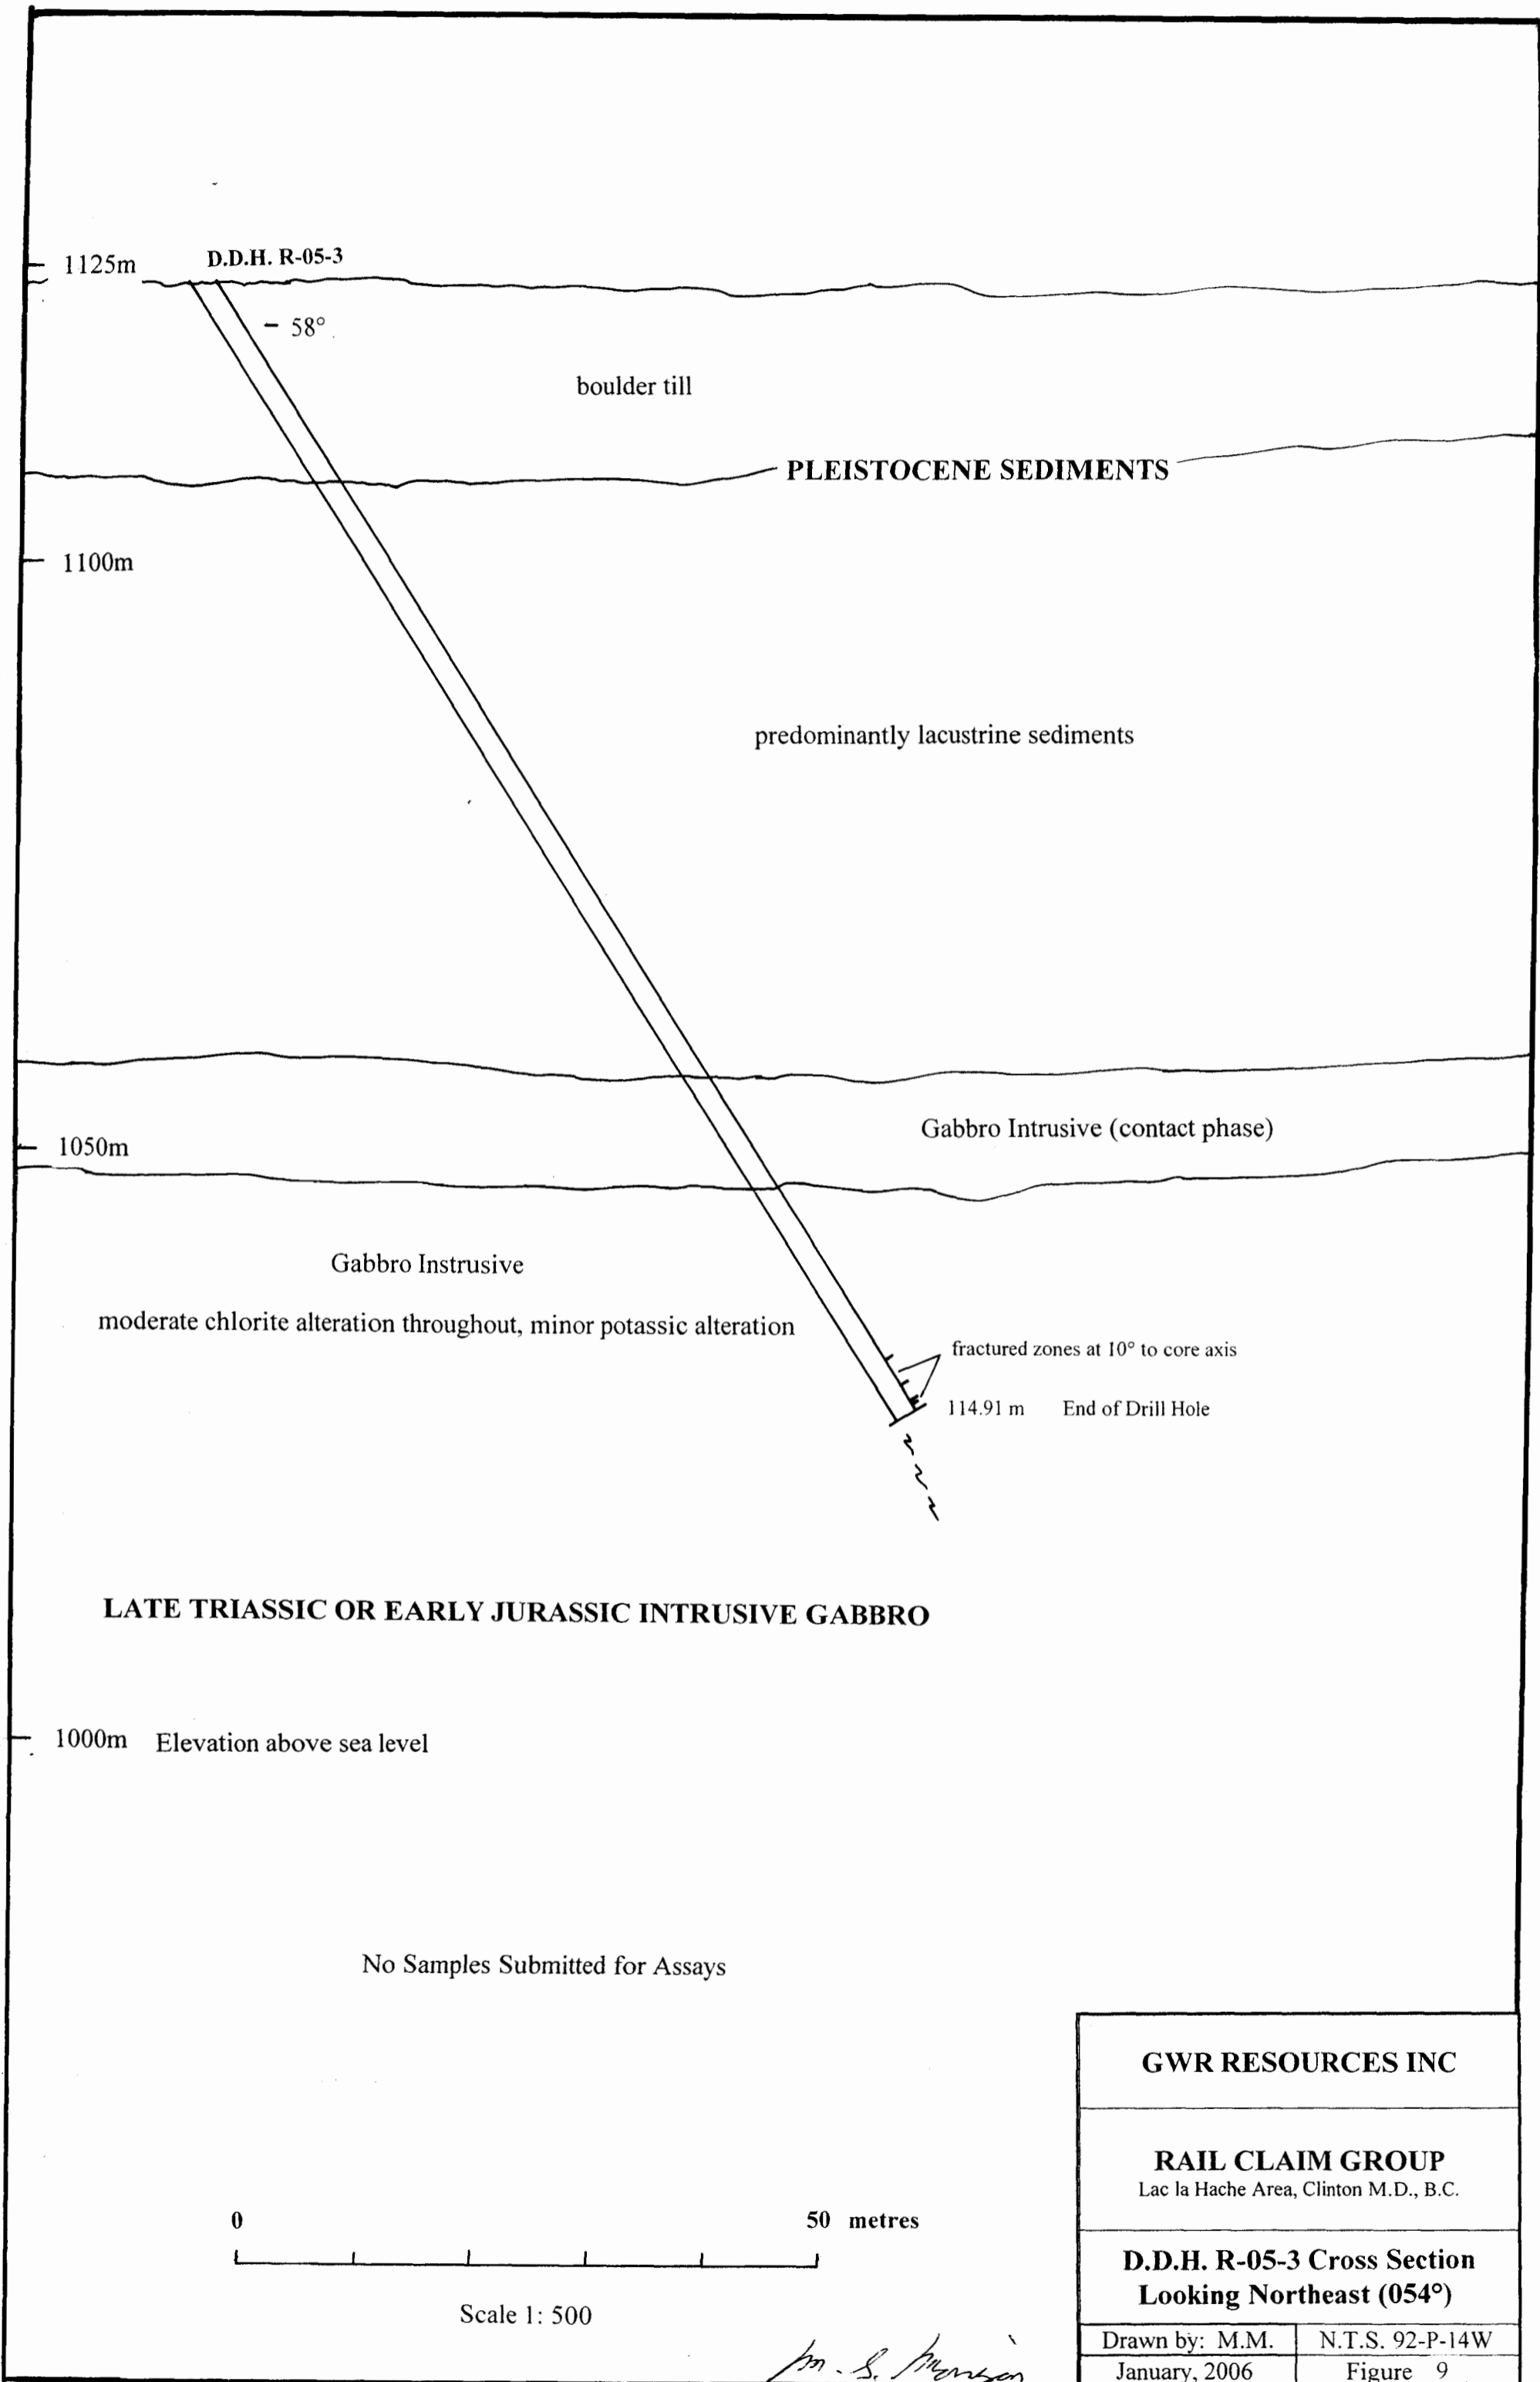 1125m
D.D.H. R-05-3
– 58°
boulder till
PLEISTOCENE SEDIMENTS
1100m
predominantly lacustrine sediments
Gabbro Intrusive (contact phase)
1050m
Gabbro Instrusive
moderate chlorite alteration throughout, minor potassic alteration
fractured zones at 10° to core axis
114.91 m End of Drill Hole
LATE TRIASSIC OR EARLY JURASSIC INTRUSIVE GABBRO
1000m Elevation above sea level
No Samples Submitted for Assays
0 50 metres
Scale 1: 500
GWR RESOURCES INC
RAIL CLAIM GROUP
Lac la Hache Area, Clinton M.D., B.C.
D.D.H. R-05-3 Cross Section
Looking Northeast (054°)
Drawn by: M.M. N.T.S. 92-P-14W
January, 2006 Figure 9